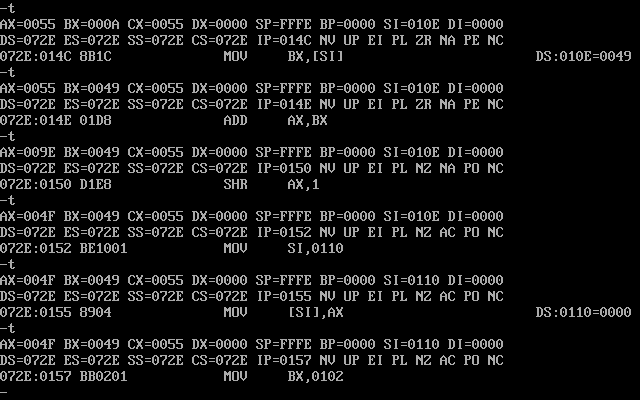 -t
AX=0055 BX=000A CX=0055 DX=0000 SP=FFFE BP=0000 SI=010E DI=0000
DS=072E ES=072E SS=072E CS=072E IP=014C NV UP EI PL ZR NA PE NC
072E:014C 8B1C MOV BX,[SI] DS:010E=0049
-t
AX=0055 BX=0049 CX=0055 DX=0000 SP=FFFE BP=0000 SI=010E DI=0000
DS=072E ES=072E SS=072E CS=072E IP=014E NV UP EI PL ZR NA PE NC
072E:014E 01D8 ADD AX,BX
-t
AX=009E BX=0049 CX=0055 DX=0000 SP=FFFE BP=0000 SI=010E DI=0000
DS=072E ES=072E SS=072E CS=072E IP=0150 NV UP EI PL NZ NA PO NC
072E:0150 D1E8 SHR AX,1
-t
AX=004F BX=0049 CX=0055 DX=0000 SP=FFFE BP=0000 SI=010E DI=0000
DS=072E ES=072E SS=072E CS=072E IP=0152 NV UP EI PL NZ AC PO NC
072E:0152 BE1001 MOV SI,0110
-t
AX=004F BX=0049 CX=0055 DX=0000 SP=FFFE BP=0000 SI=0110 DI=0000
DS=072E ES=072E SS=072E CS=072E IP=0155 NV UP EI PL NZ AC PO NC
072E:0155 8904 MOV [SI],AX DS:0110=0000
-t
AX=004F BX=0049 CX=0055 DX=0000 SP=FFFE BP=0000 SI=0110 DI=0000
DS=072E ES=072E SS=072E CS=072E IP=0157 NV UP EI PL NZ AC PO NC
072E:0157 BB0201 MOV BX,0102
-